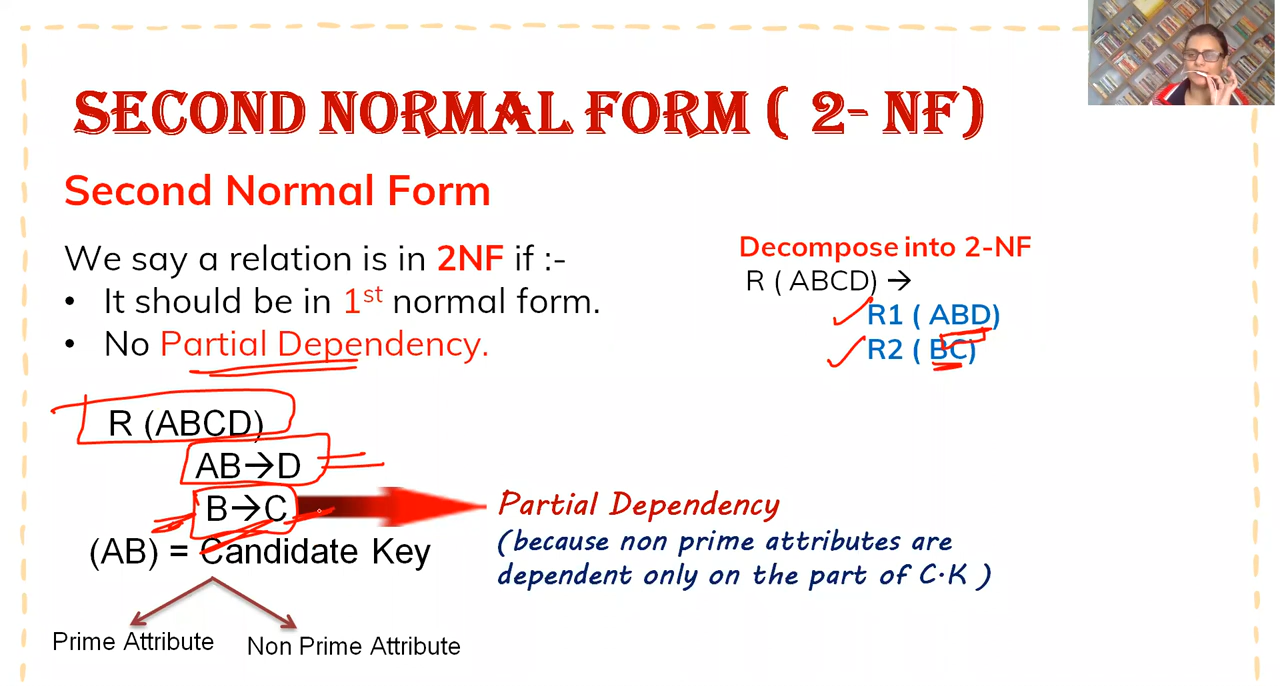 SECOND NORMAL FORM ( 2- NF)
Second Normal Form
We say a relation is in 2NF if :-
• It should be in 1st normal form.
• No Partial Dependency.
R (ABCD)
AB→D
B→C
(AB) = Candidate Key
Prime Attribute
Non Prime Attribute
Decompose into 2-NF
R ( ABCD) →
R1 ( ABD)
R2 ( BC)
Partial Dependency
(because non prime attributes are
dependent only on the part of C.K )